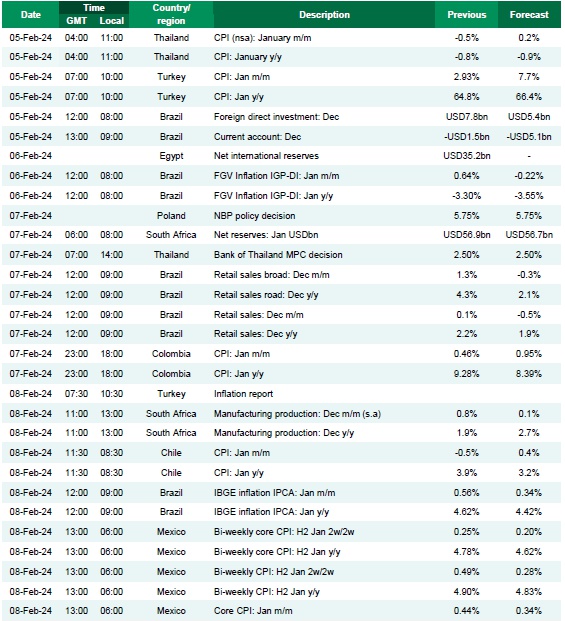 Date Time Country/ region Description Previous Forecast
GMT Local
05-Feb-24 04:00 11:00 Thailand CPI (nsa): January m/m -0.5% 0.2%
05-Feb-24 04:00 11:00 Thailand CPI: January y/y -0.8% -0.9%
05-Feb-24 07:00 10:00 Turkey CPI: Jan m/m 2.93% 7.7%
05-Feb-24 07:00 10:00 Turkey CPI: Jan y/y 64.8% 66.4%
05-Feb-24 12:00 08:00 Brazil Foreign direct investment: Dec USD7.8bn USD5.4bn
05-Feb-24 13:00 09:00 Brazil Current account: Dec -USD1.5bn -USD5.1bn
06-Feb-24 Egypt Net international reserves USD35.2bn -
06-Feb-24 12:00 08:00 Brazil FGV Inflation IGP-DI: Jan m/m 0.64% -0.22%
06-Feb-24 12:00 08:00 Brazil FGV Inflation IGP-DI: Jan y/y -3.30% -3.55%
07-Feb-24 Poland NBP policy decision 5.75% 5.75%
07-Feb-24 06:00 08:00 South Africa Net reserves: Jan USDbn USD56.9bn USD56.7bn
07-Feb-24 07:00 14:00 Thailand Bank of Thailand MPC decision 2.50% 2.50%
07-Feb-24 12:00 09:00 Brazil Retail sales broad: Dec m/m 1.3% -0.3%
07-Feb-24 12:00 09:00 Brazil Retail sales road: Dec y/y 4.3% 2.1%
07-Feb-24 12:00 09:00 Brazil Retail sales: Dec m/m 0.1% -0.5%
07-Feb-24 12:00 09:00 Brazil Retail sales: Dec y/y 2.2% 1.9%
07-Feb-24 23:00 18:00 Colombia CPI: Jan m/m 0.46% 0.95%
07-Feb-24 23:00 18:00 Colombia CPI: Jan y/y 9.28% 8.39%
08-Feb-24 07:30 10:30 Turkey Inflation report
08-Feb-24 11:00 13:00 South Africa Manufacturing production: Dec m/m (s.a) 0.8% 0.1%
08-Feb-24 11:00 13:00 South Africa Manufacturing production: Dec y/y 1.9% 2.7%
08-Feb-24 11:30 08:30 Chile CPI: Jan m/m -0.5% 0.4%
08-Feb-24 11:30 08:30 Chile CPI: Jan y/y 3.9% 3.2%
08-Feb-24 12:00 09:00 Brazil IBGE inflation IPCA: Jan m/m 0.56% 0.34%
08-Feb-24 12:00 09:00 Brazil IBGE inflation IPCA: Jan y/y 4.62% 4.42%
08-Feb-24 13:00 06:00 Mexico Bi-weekly core CPI: H2 Jan 2w/2w 0.25% 0.20%
08-Feb-24 13:00 06:00 Mexico Bi-weekly core CPI: H2 Jan y/y 4.78% 4.62%
08-Feb-24 13:00 06:00 Mexico Bi-weekly CPI: H2 Jan 2w/2w 0.49% 0.28%
08-Feb-24 13:00 06:00 Mexico Bi-weekly CPI: H2 Jan y/y 4.90% 4.83%
08-Feb-24 13:00 06:00 Mexico Core CPI: Jan m/m 0.44% 0.34%